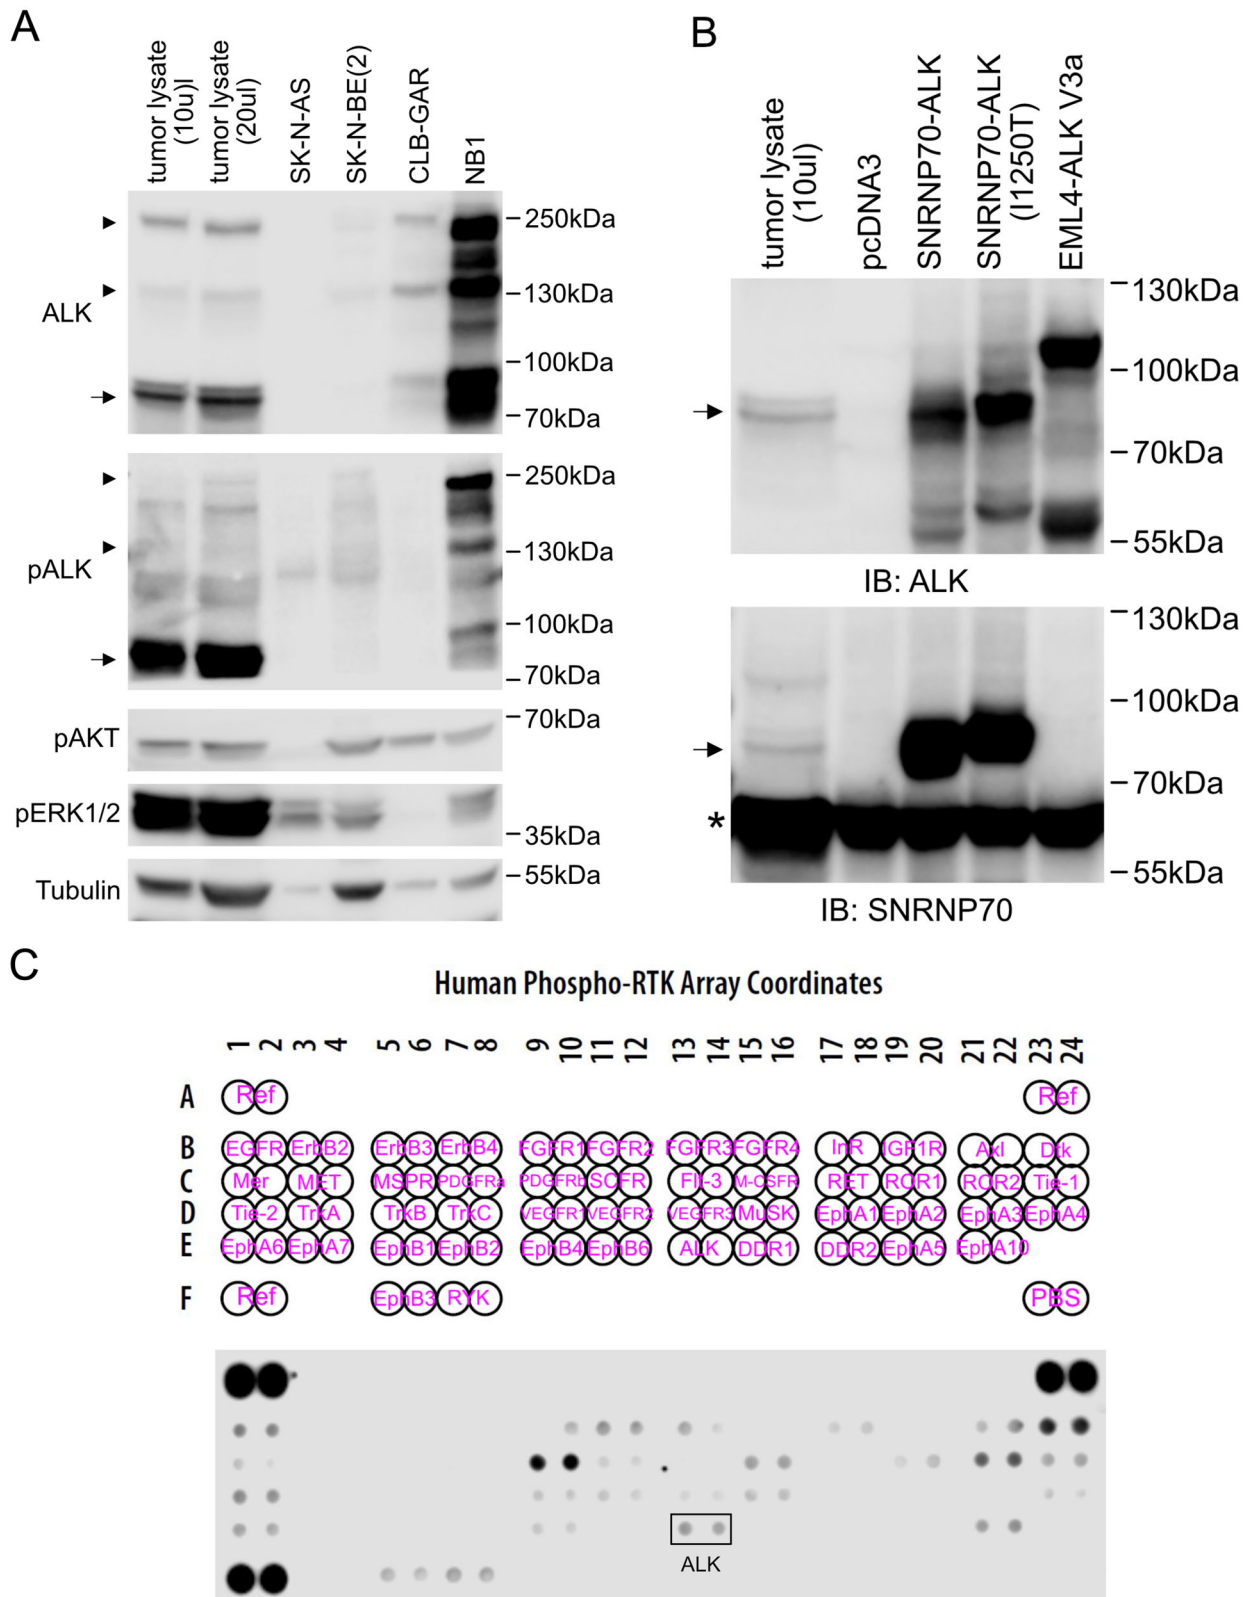 A
tumor lysate
(10u)l
tumor lysate
(20ul)
SK-N-AS
SK-N-BE(2)
CLB-GAR
NB1
ALK
250kDa
130kDa
100kDa
70kDa
pALK
250kDa
130kDa
100kDa
70kDa
pAKT
70kDa
pERK1/2
35kDa
Tubulin
55kDa
B
tumor lysate
(10ul)
pcDNA3
SNRNP70-ALK
SNRNP70-ALK
(I1250T)
EML4-ALK V3a
130kDa
100kDa
70kDa
55kDa
IB: ALK
130kDa
100kDa
70kDa
*
55kDa
IB: SNRNP70
C
Human Phospho-RTK Array Coordinates
1 2 3 4 5 6 7 8 9 10 11 12 13 14 15 16 17 18 19 20 21 22 23 24
A Ref Ref
B EGFR ErbB2 ErbB3 ErbB4 FGFR1 FGFR2 FGFR3 FGFR4 InR IGF1R Axl Dtk
C Mer MET MSPR PDGFRa PDGFRb SCFR Flt-3 M-CSFR RET ROR1 ROR2 Tie-1
D Tie-2 TrkA TrkB TrkC VEGFR1 VEGFR2 VEGFR3 MuSK EphA1 EphA2 EphA3 EphA4
E EphA6 EphA7 EphB1 EphB2 EphB4 EphB6 ALK DDR1 DDR2 EphA5 EphA10
F Ref EphB3 RYK PBS
ALK